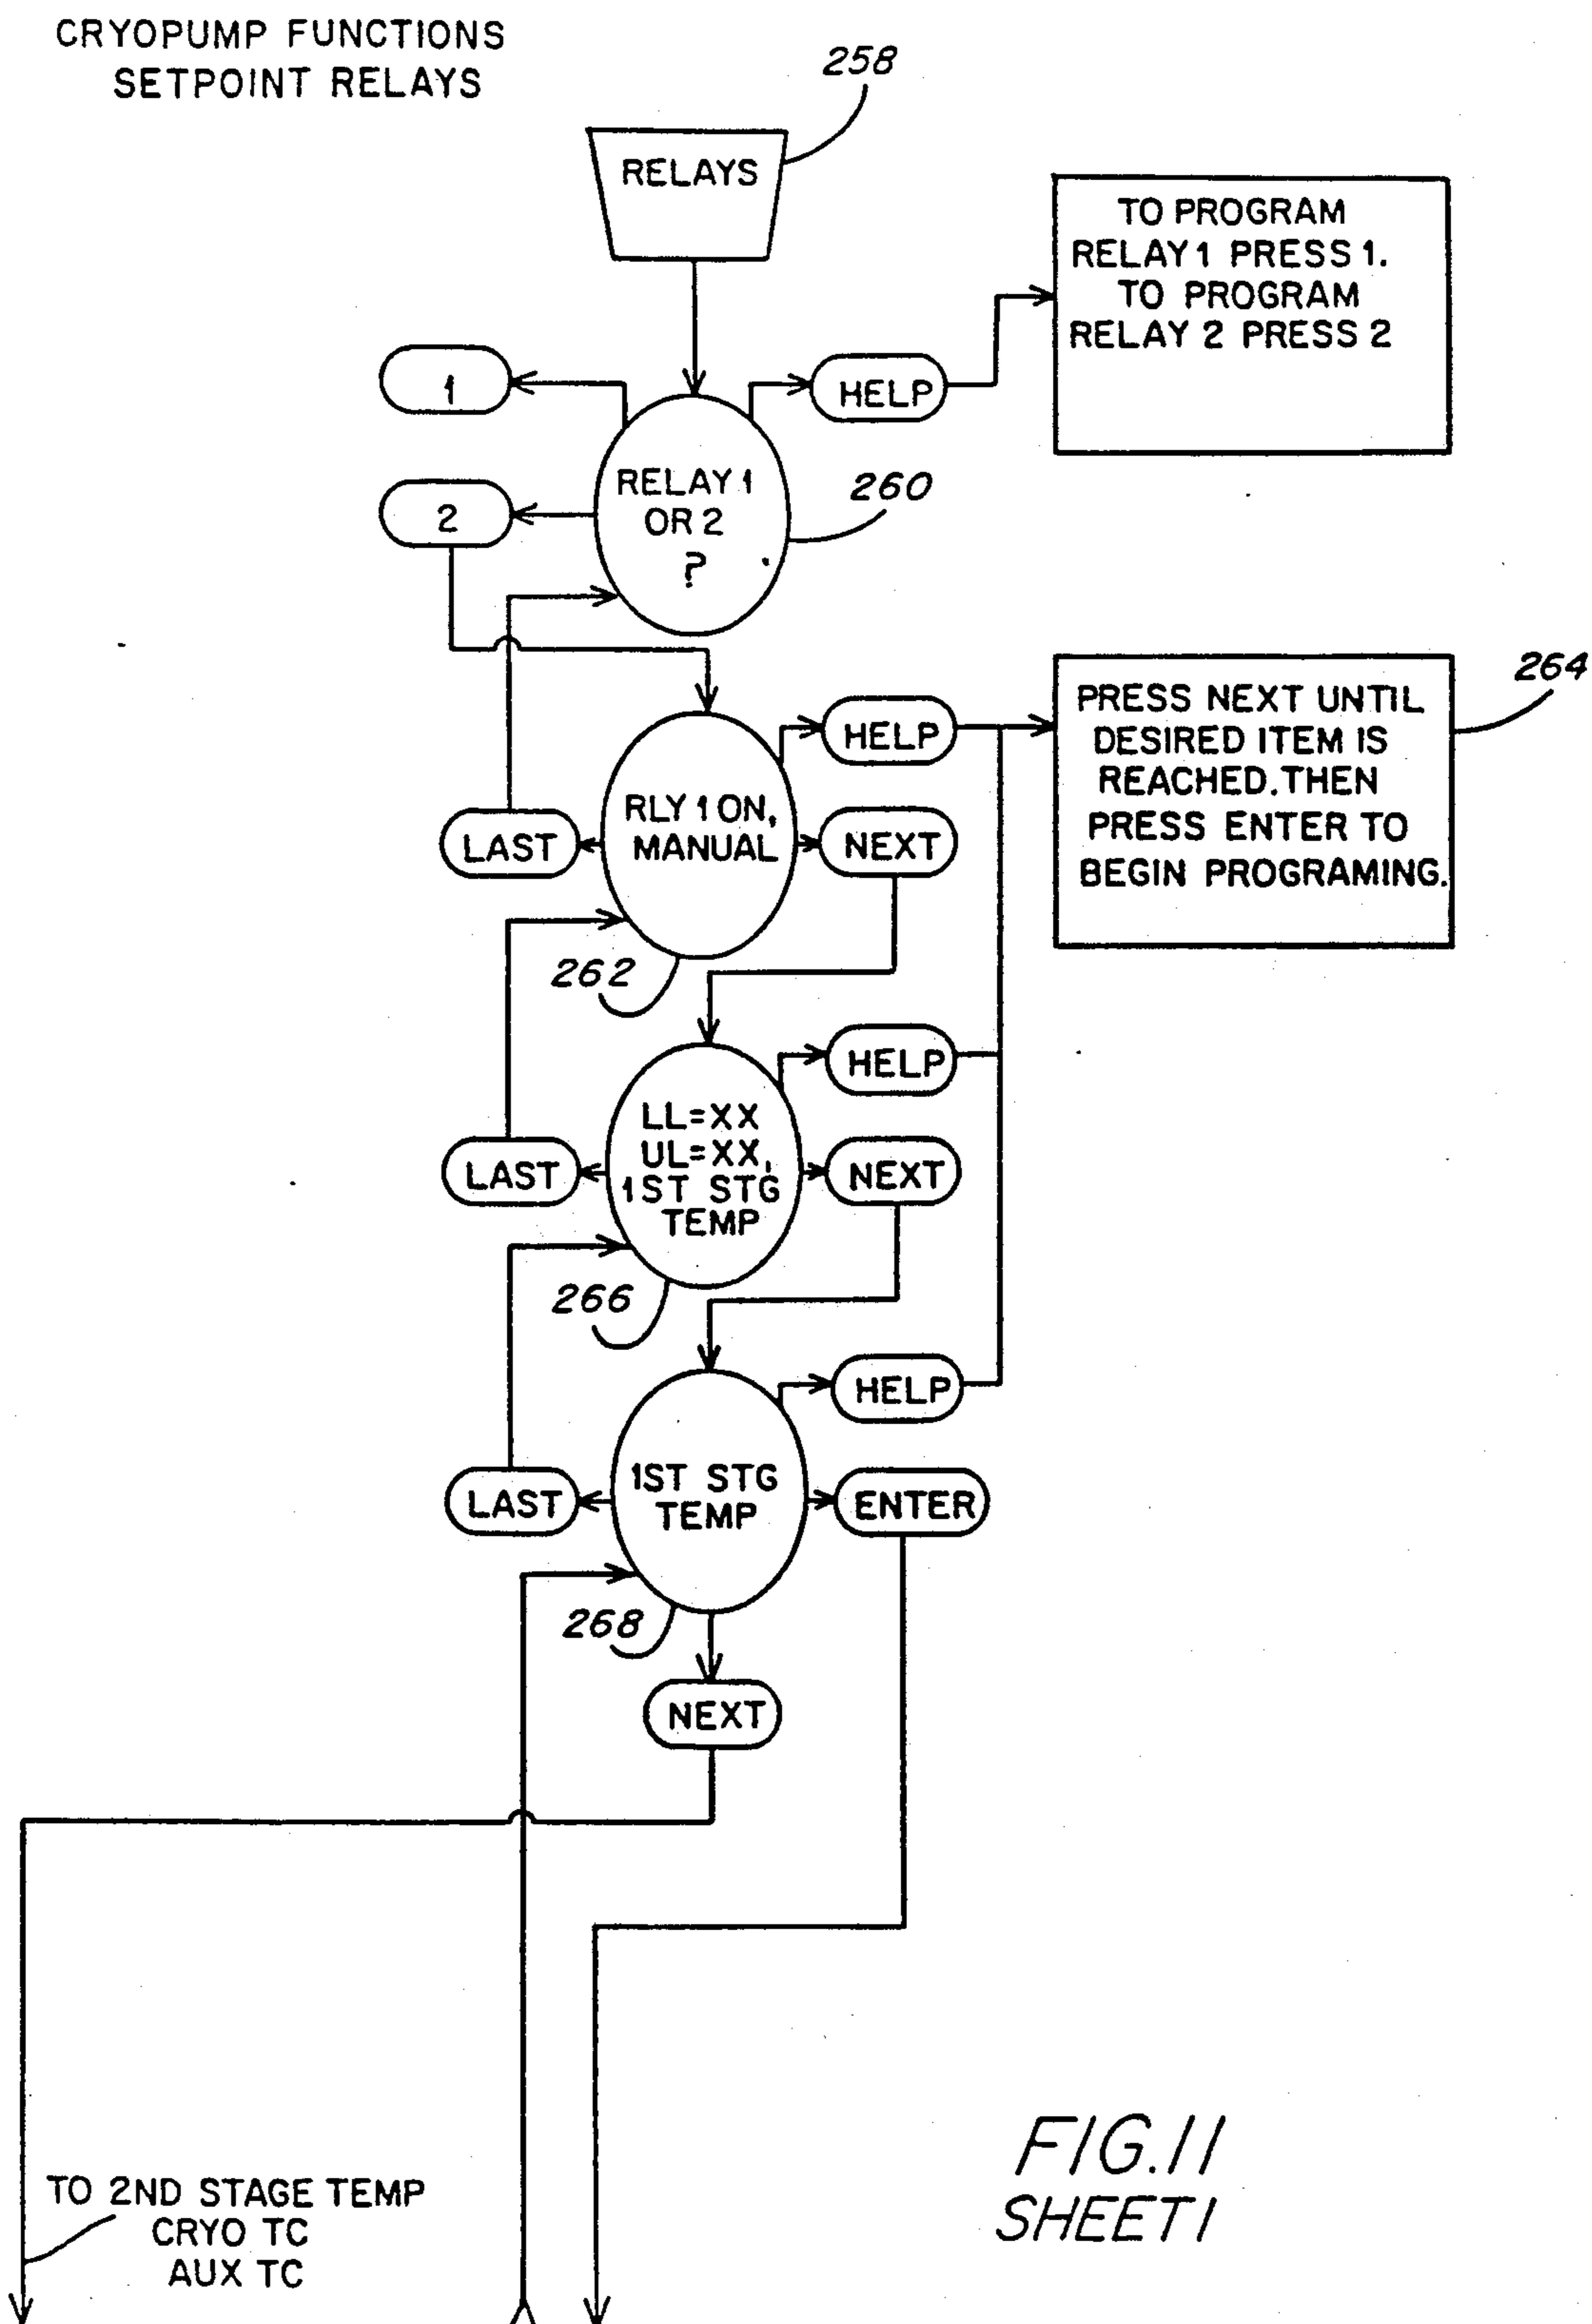 CRYOPUMP FUNCTIONS
SETPOINT RELAYS
258
RELAYS
TO PROGRAM
RELAY 1 PRESS 1.
TO PROGRAM
RELAY 2 PRESS 2
1
HELP
2
RELAY 1
OR 2
?
260
264
PRESS NEXT UNTIL
DESIRED ITEM IS
REACHED. THEN
PRESS ENTER TO
BEGIN PROGRAMING.
HELP
RLY 1 ON,
MANUAL
LAST
NEXT
262
HELP
LL=XX
UL=XX,
1ST STG
TEMP
LAST
NEXT
266
HELP
1ST STG
TEMP
LAST
ENTER
268
NEXT
TO 2ND STAGE TEMP
CRYO TC
AUX TC
FIG. 11
SHEET 1